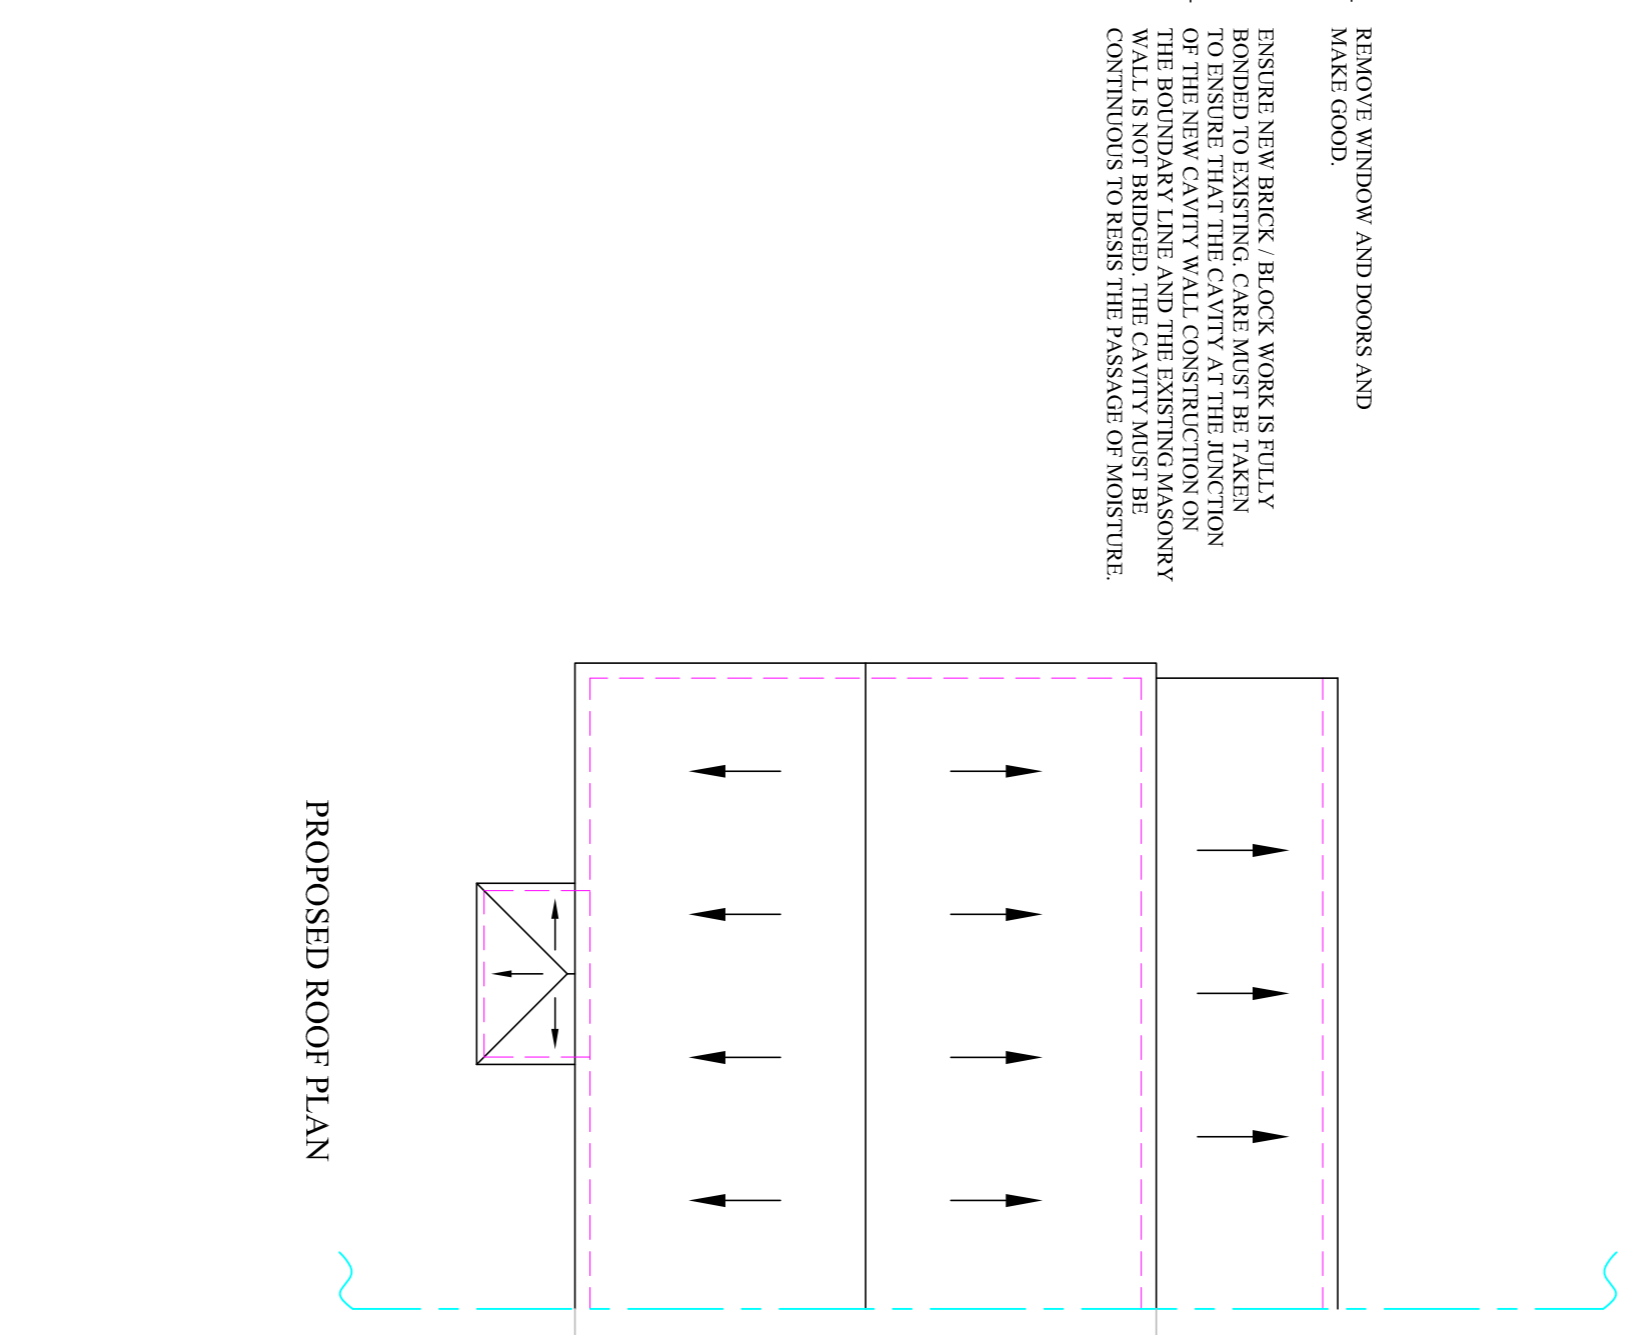 REMOVE WINDOW AND DOORS AND
MAKE GOOD.
ENSURE NEW BRICK / BLOCK WORK IS FULLY
BONDED TO EXISTING. CARE MUST BE TAKEN
TO ENSURE THAT THE CAVITY AT THE JUNCTION
OF THE NEW CAVITY WALL CONSTRUCTION ON
THE BOUNDARY LINE AND THE EXISTING MASONRY
WALL IS NOT BRIDGED. THE CAVITY MUST BE
CONTINUOUS TO RESIS THE PASSAGE OF MOISTURE.
PROPOSED ROOF PLAN